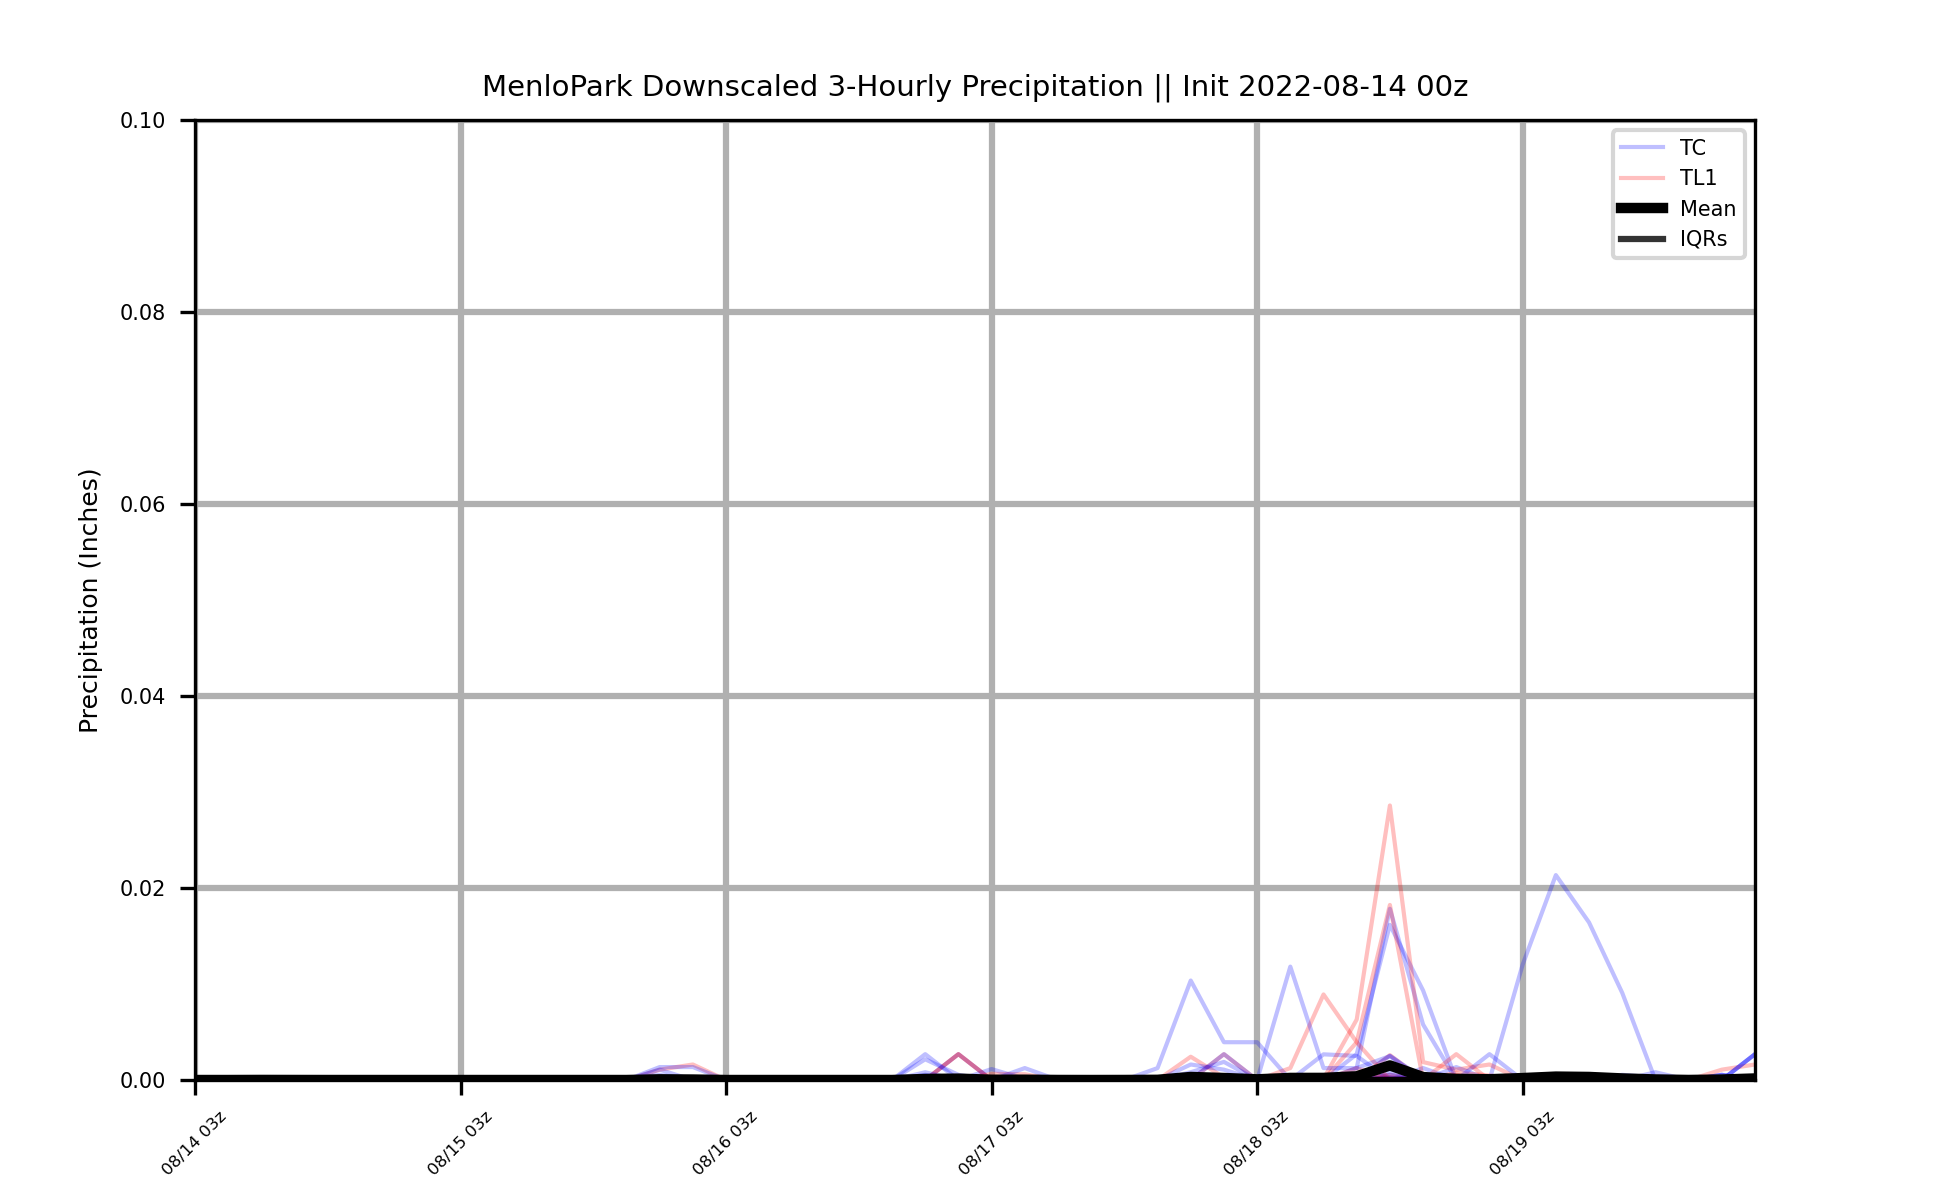 MenloPark Downscaled 3-Hourly Precipitation || Init 2022-08-14 00z
0.10
0.08
0.06
0.04
0.02
0.00
Precipitation (Inches)
TC
TL1
Mean
IQRs
08/14 03z
08/15 03z
08/16 03z
08/17 03z
08/18 03z
08/19 03z